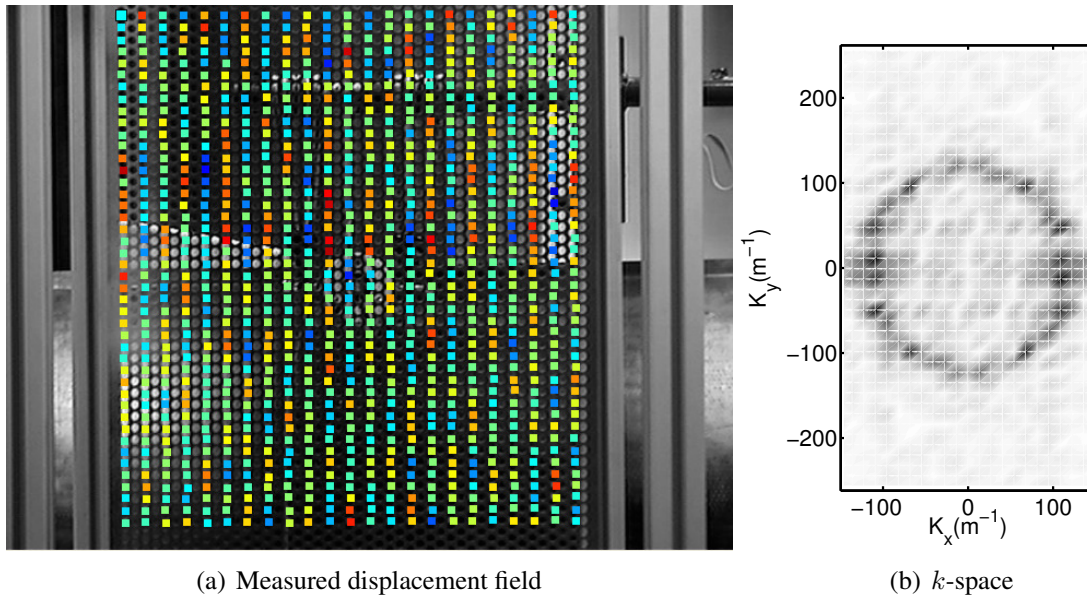 200
100
0
−100
−200
K_y(m^{-1})
−100 0 100
K_x(m^{-1})
(a) Measured displacement field
(b) k-space